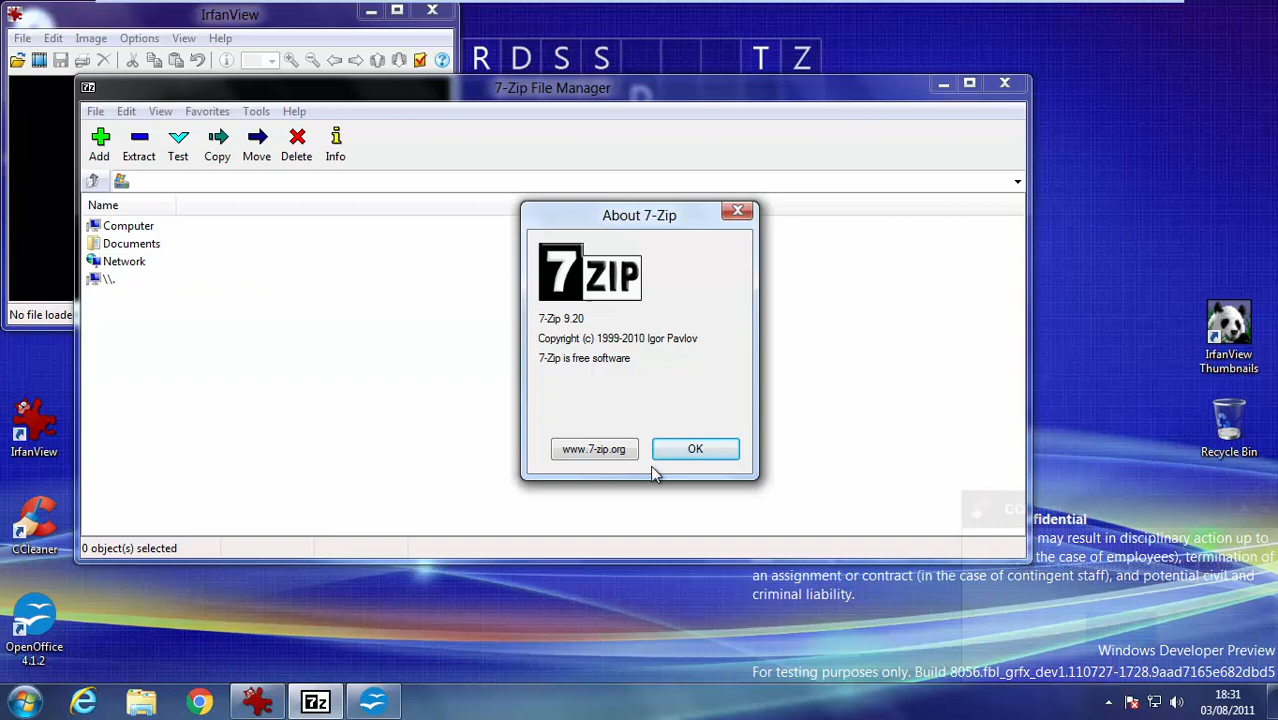 IrfanView
File Edit Image Options View Help
R D S S T Z
P
7-Zip File Manager
File Edit View Favorites Tools Help
Add Extract Test Copy Move Delete Info
Name
Computer
Documents
Network
\\.
No file loade
0 object(s) selected
About 7-Zip
7 ZIP
7-Zip 9.20
Copyright (c) 1999-2010 Igor Pavlov
7-Zip is free software
www.7-zip.org
OK
IrfanView
CCleaner
OpenOffice
4.1.2
IrfanView
Thumbnails
Recycle Bin
fidential
may result in disciplinary action up to
the case of employees), termination of
an assignment or contract (in the case of contingent staff), and potential civil and
criminal liability.
Windows Developer Preview
For testing purposes only. Build 8056.fbl_grfx_dev1.110727-1728.9aad7165e682dbd5
7z
18:31
03/08/2011